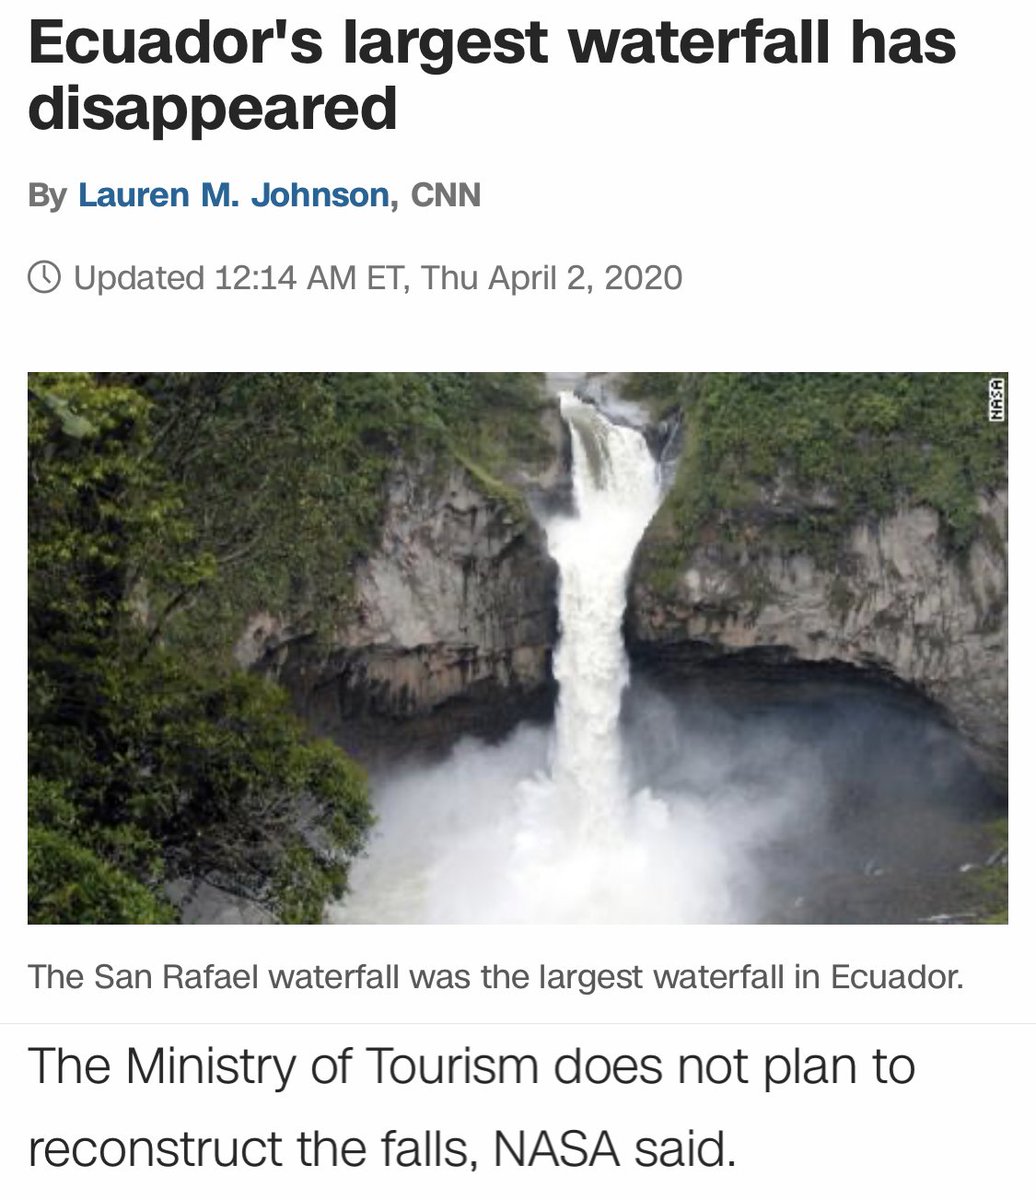 Ecuador's largest waterfall has
disappeared
By Lauren M. Johnson, CNN
Updated 12:14 AM ET, Thu April 2, 2020
NASA
The San Rafael waterfall was the largest waterfall in Ecuador.
The Ministry of Tourism does not plan to
reconstruct the falls, NASA said.